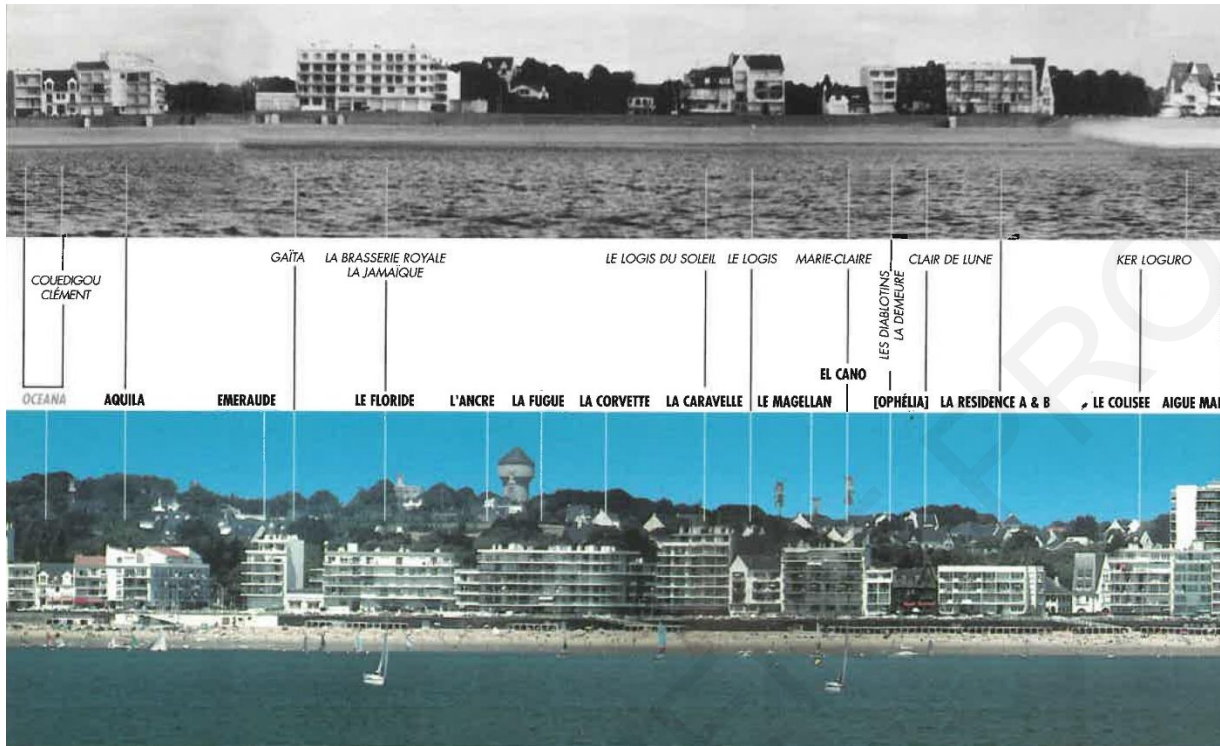 GAÏTA
LA BRASSERIE ROYALE
LA JAMAÏQUE
LE LOGIS DU SOLEIL
LE LOGIS
MARIE-CLAIRE
CLAIR DE LUNE
KER LOGURO
COUEDIGOU
CLÉMENT
LES DIABLOTINS
LA DEMEURE
EL CANO
OCEANA
AQUILA
EMERAUDE
LE FLORIDE
L'ANCRE
LA FUGUE
LA CORVETTE
LA CARAVELLE
LE MAGELLAN
[OPHÉLIA]
LA RESIDENCE A & B
LE COLISEE
AIGUE MAR
PRO